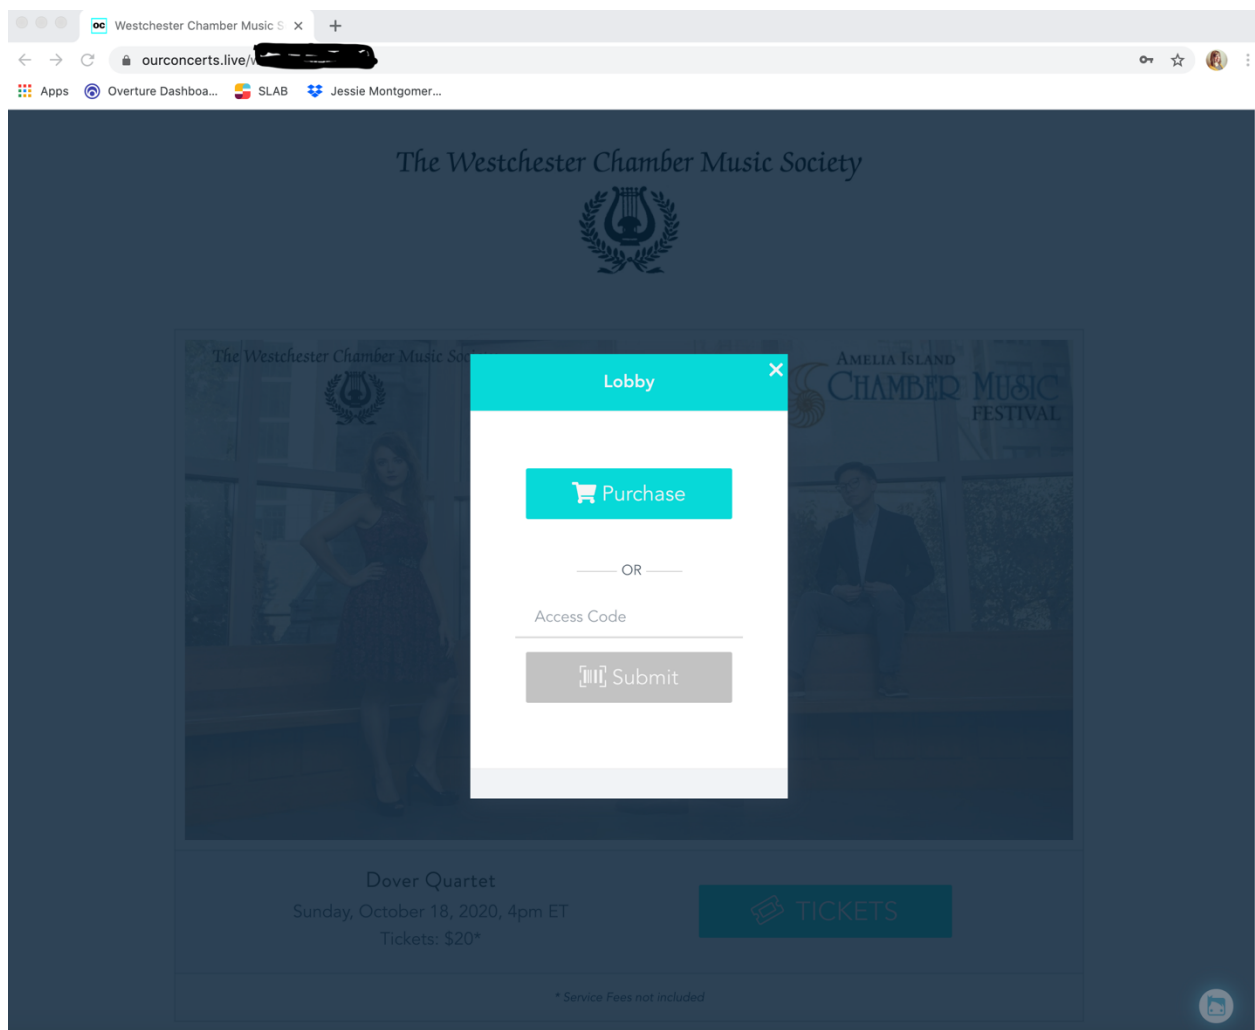 oc Westchester Chamber Music S
ourconcerts.live/
Apps Overture Dashboa... SLAB Jessie Montgomer...
The Westchester Chamber Music Society
The Westchester Chamber Music Soc
AMELIA ISLAND
CHAMBER MUSIC
FESTIVAL
Lobby
Purchase
OR
Access Code
Submit
Dover Quartet
Sunday, October 18, 2020, 4pm ET
Tickets: $20*
TICKETS
* Service Fees not included